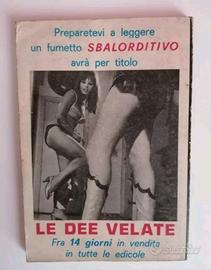 Preparetevi a leggere
un fumetto SBALORDITIVO
avrà per titolo
LE DEE VELATE
Fra 14 giorni in vendita
in tutte le edicole